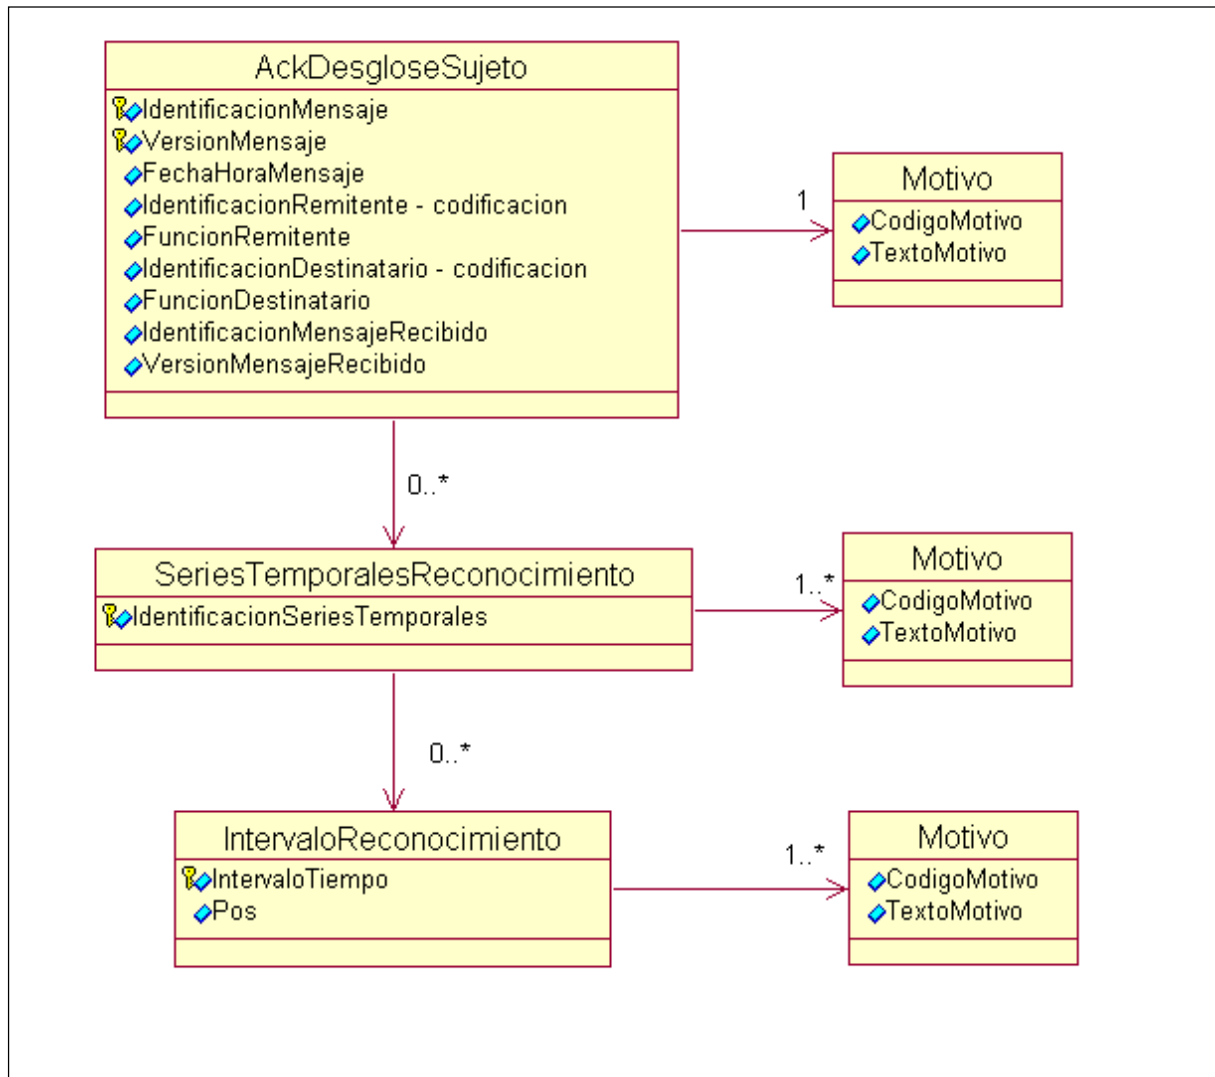 AckDesgloseSujeto
IdentificacionMensaje
VersionMensaje
FechaHoraMensaje
IdentificacionRemitente - codificacion
FuncionRemitente
IdentificacionDestinatario - codificacion
FuncionDestinatario
IdentificacionMensajeRecibido
VersionMensajeRecibido
1
Motivo
CodigoMotivo
TextoMotivo
0..*
SeriesTemporalesReconocimiento
IdentificacionSeriesTemporales
1..*
Motivo
CodigoMotivo
TextoMotivo
0..*
IntervaloReconocimiento
IntervaloTiempo
Pos
1..*
Motivo
CodigoMotivo
TextoMotivo